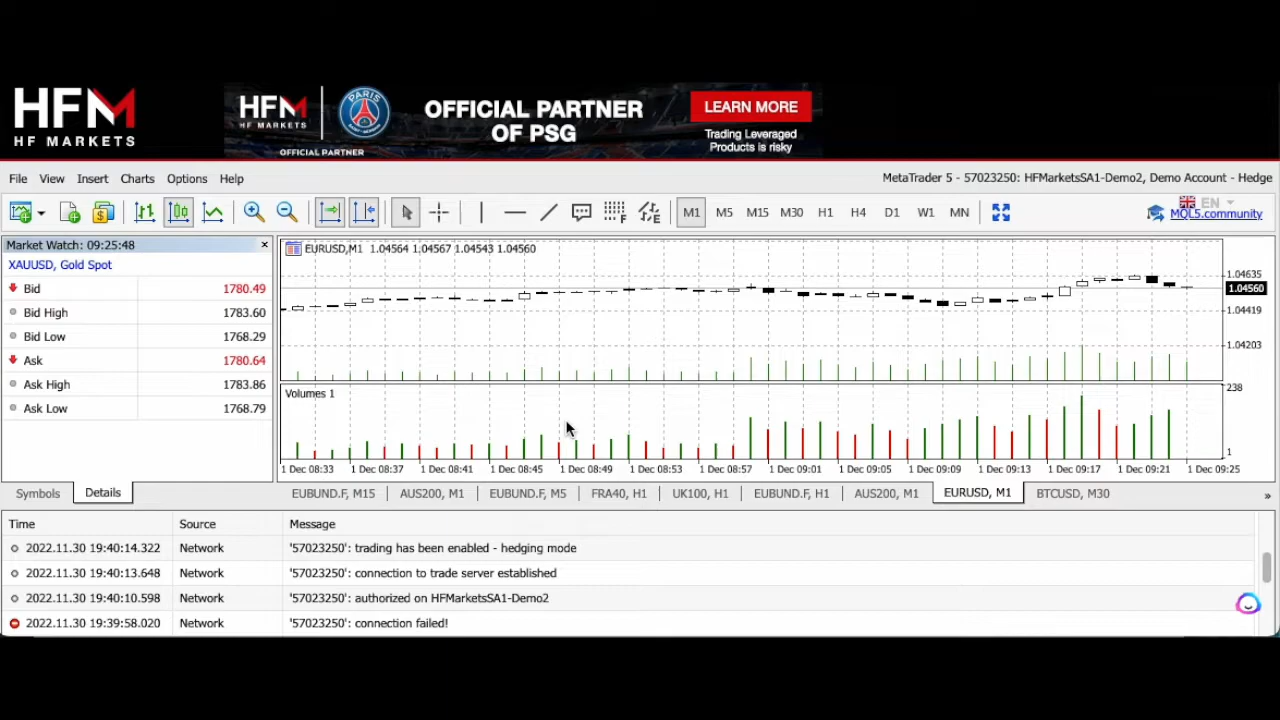 HFM
HF MARKETS
HFM
HF MARKETS
OFFICIAL PARTNER
PARIS
OFFICIAL PARTNER
OF PSG
LEARN MORE
Trading Leveraged
Products is risky
File View Insert Charts Options Help
MetaTrader 5 - 57023250: HFMarketsSA1-Demo2, Demo Account - Hedge
M1 M5 M15 M30 H1 H4 D1 W1 MN
EN
MQL5.community
Market Watch: 09:25:48
XAUUSD, Gold Spot
Bid 1780.49
Bid High 1783.60
Bid Low 1768.29
Ask 1780.64
Ask High 1783.86
Ask Low 1768.79
Symbols Details
EURUSD,M1 1.04564 1.04567 1.04543 1.04560
1.04635
1.04560
1.04419
1.04203
Volumes 1
238
1
1 Dec 08:33 1 Dec 08:37 1 Dec 08:41 1 Dec 08:45 1 Dec 08:49 1 Dec 08:53 1 Dec 08:57 1 Dec 09:01 1 Dec 09:05 1 Dec 09:09 1 Dec 09:13 1 Dec 09:17 1 Dec 09:21 1 Dec 09:25
EUBUND.F, M15 AUS200, M1 EUBUND.F, M5 FRA40, H1 UK100, H1 EUBUND.F, H1 AUS200, M1 EURUSD, M1 BTCUSD, M30 »
Time Source Message
2022.11.30 19:40:14.322 Network '57023250': trading has been enabled - hedging mode
2022.11.30 19:40:13.648 Network '57023250': connection to trade server established
2022.11.30 19:40:10.598 Network '57023250': authorized on HFMarketsSA1-Demo2
2022.11.30 19:39:58.020 Network '57023250': connection failed!